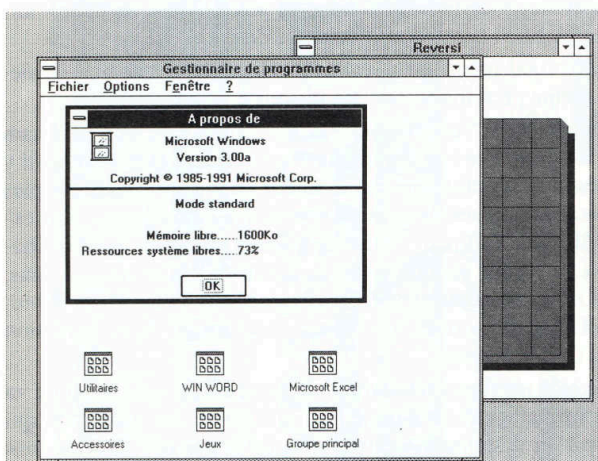 Reversi
Gestionnaire de programmes
Fichier Options Fenêtre ?
A propos de
Microsoft Windows
Version 3.00a
Copyright © 1985-1991 Microsoft Corp.
Mode standard
Mémoire libre.....1600Ko
Ressources système libres....73%
OK
Utilitaires WIN WORD Microsoft Excel
Accessoires Jeux Groupe principal